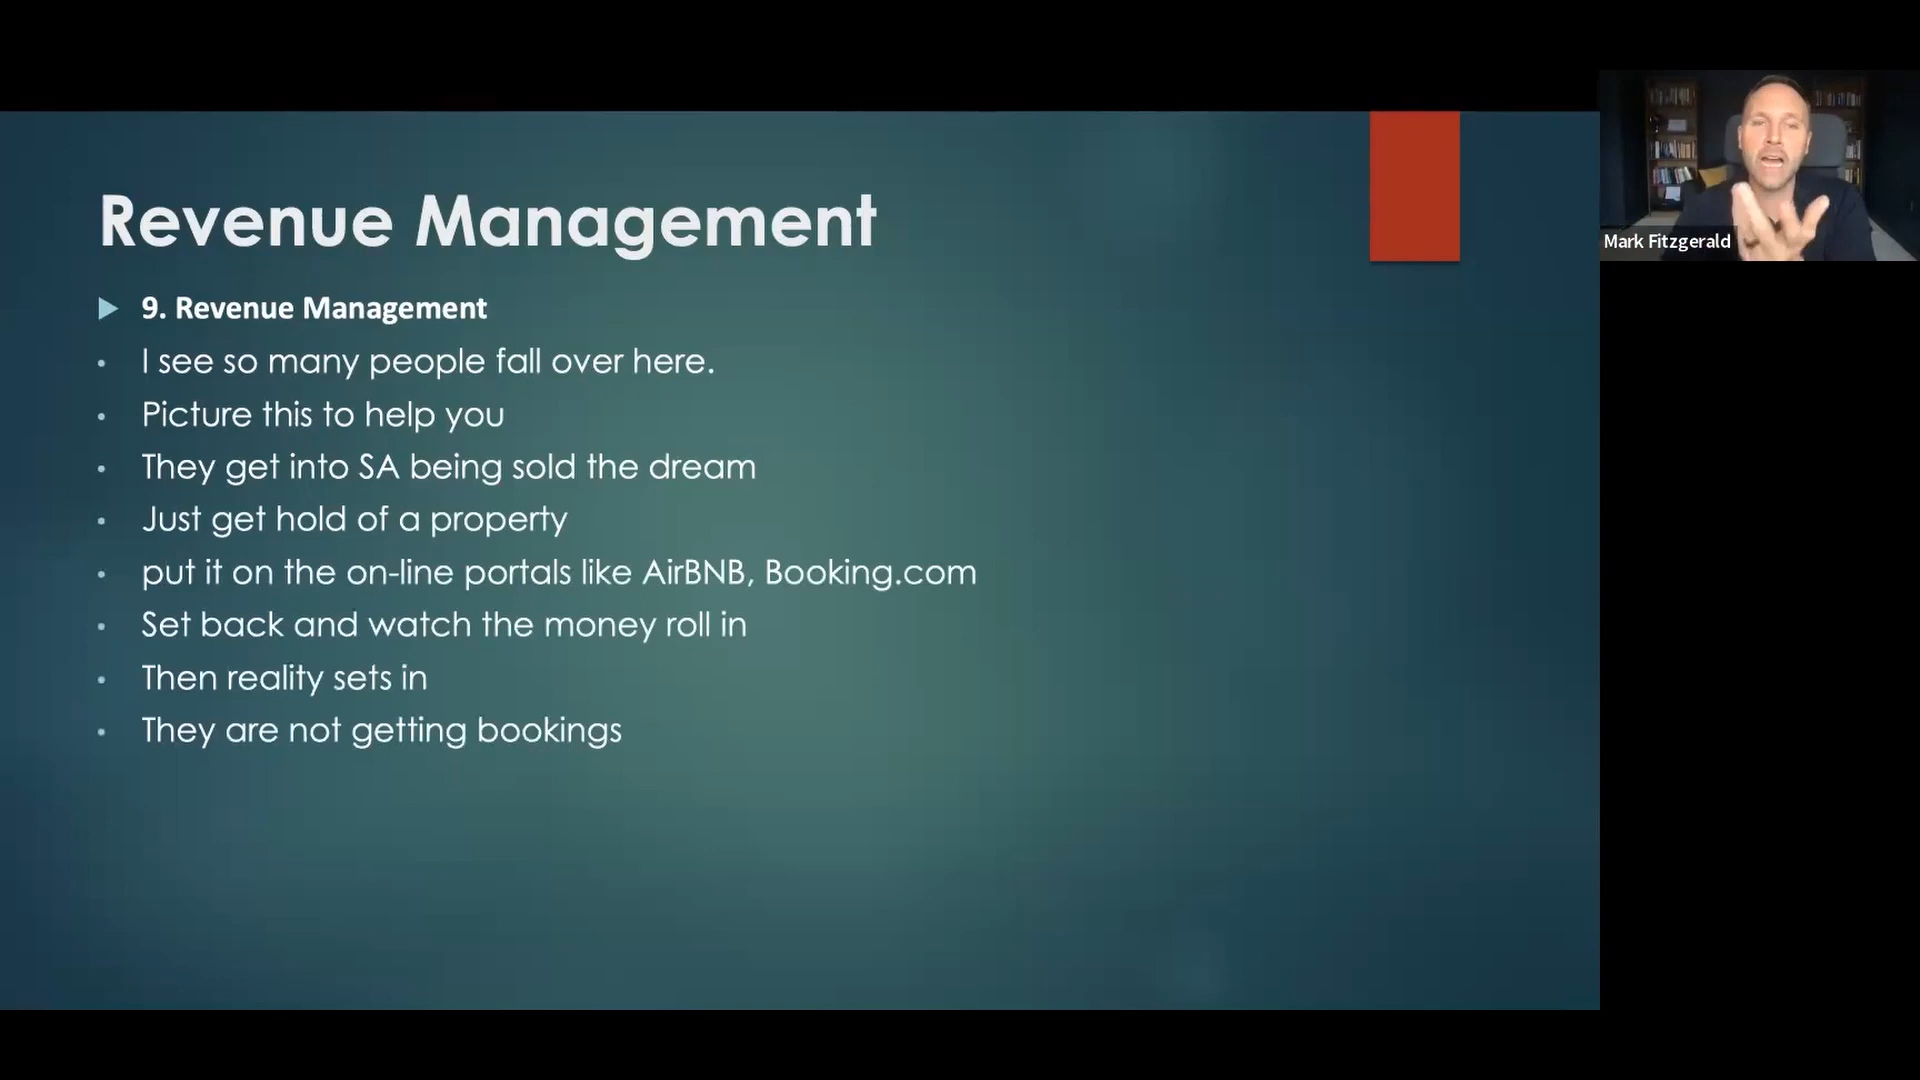 Revenue Management
9. Revenue Management
I see so many people fall over here.
Picture this to help you
They get into SA being sold the dream
Just get hold of a property
put it on the on-line portals like AirBNB, Booking.com
Set back and watch the money roll in
Then reality sets in
They are not getting bookings
Mark Fitzgerald